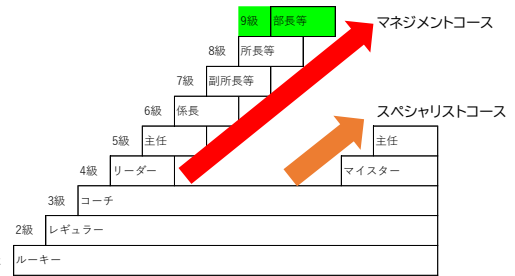 9級 部長等 マネジメントコース
8級 所長等
7級 副所長等
6級 係長 スペシャリストコース
5級 主任 主任
4級 リーダー マイスター
3級 コーチ
2級 レギュラー
ルーキー